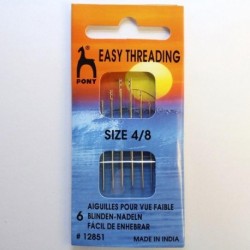 EASY THREADING
PONY
SIZE 4/8
AIGUILLES POUR VUE FAIBLE
6 BLINDEN-NADELN
FÁCIL DE ENHEBRAR
# 12851
MADE IN INDIA